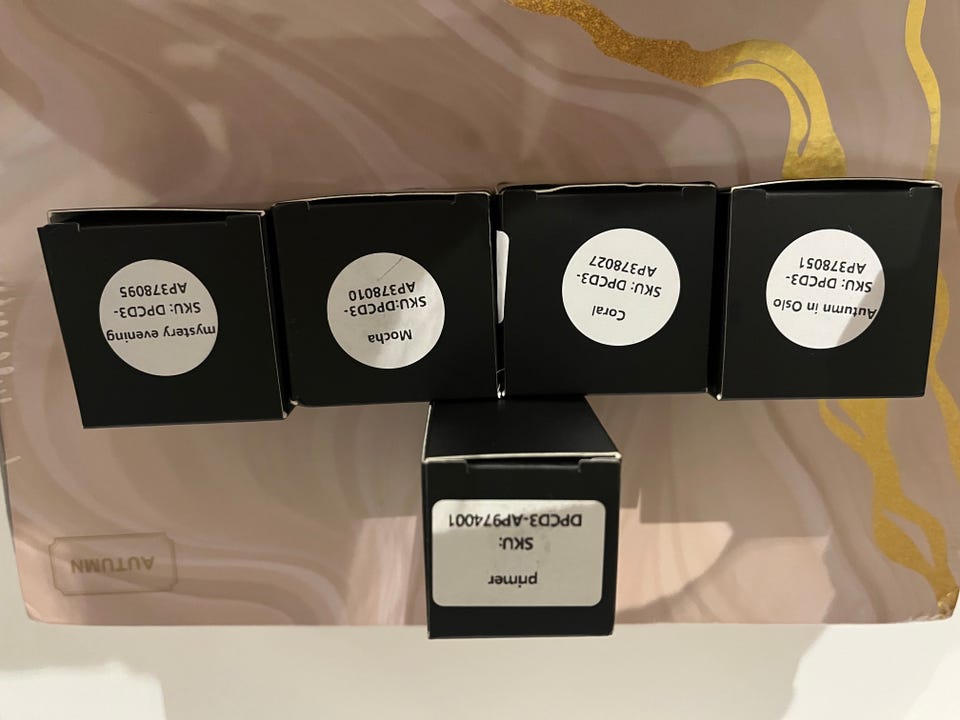 primer
SKU:
DPCD3-AP974001
Autumn in Oslo
SKU: DPCD3-
AP378051
Coral
SKU: DPCD3-
AP378027
Mocha
SKU:DPCD3-
AP378010
mystery evening
SKU: DPCD3-
AP378095
AUTUMN